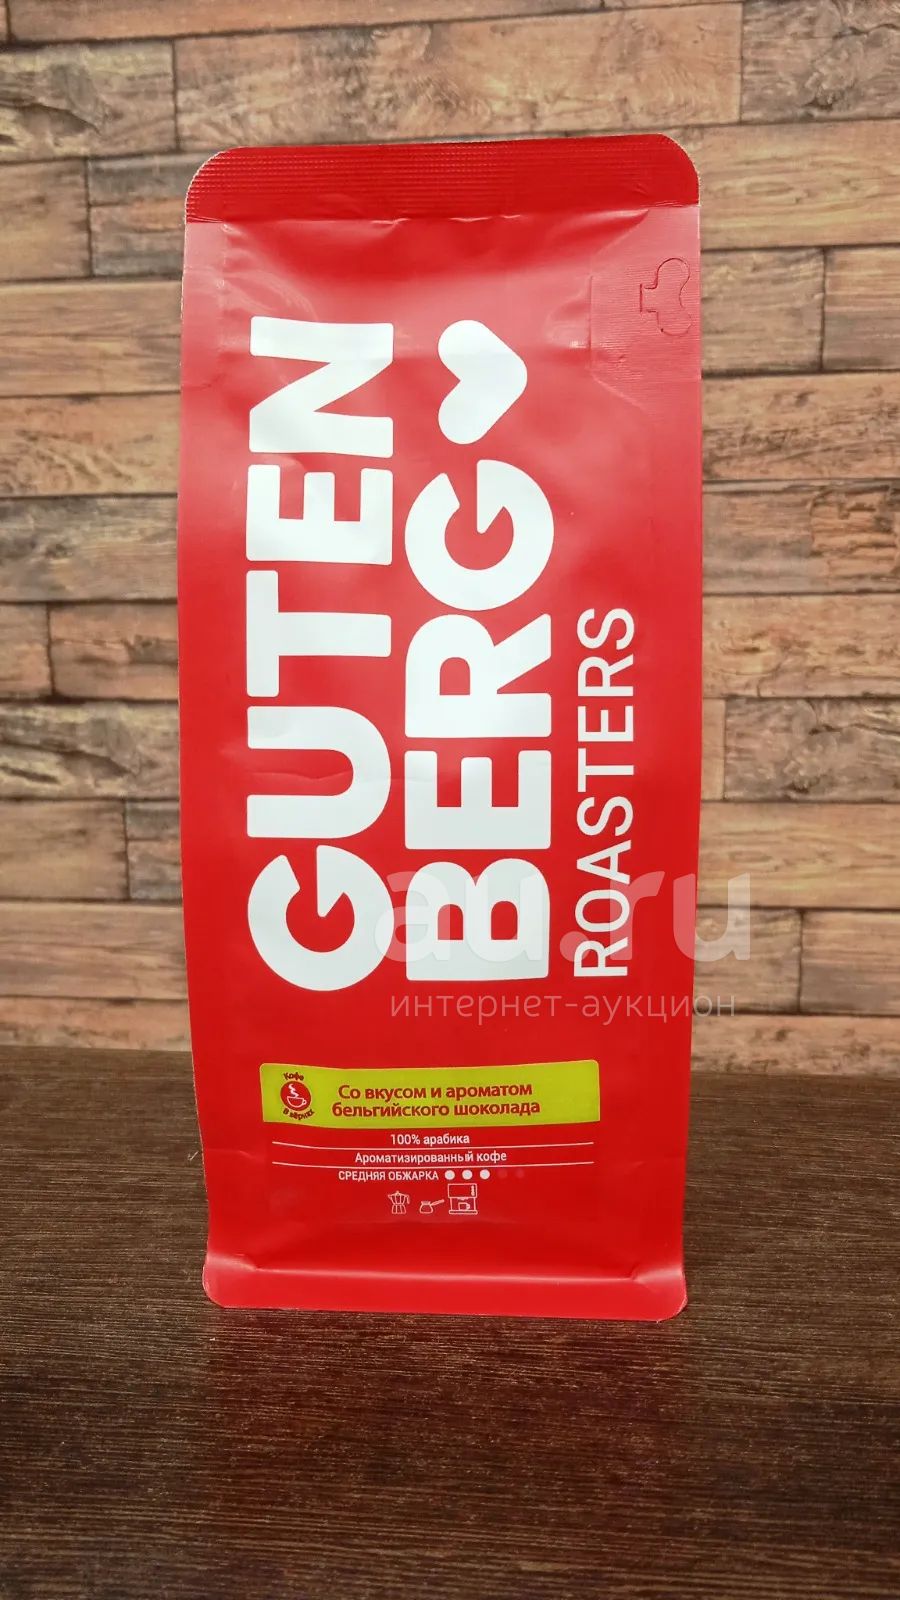 GUTEN
BERG
ROASTERS
au.ru
интернет-аукцион
Кофе
в зёрнах
Со вкусом и ароматом
бельгийского шоколада
100% арабика
Ароматизированный кофе
СРЕДНЯЯ ОБЖАРКА